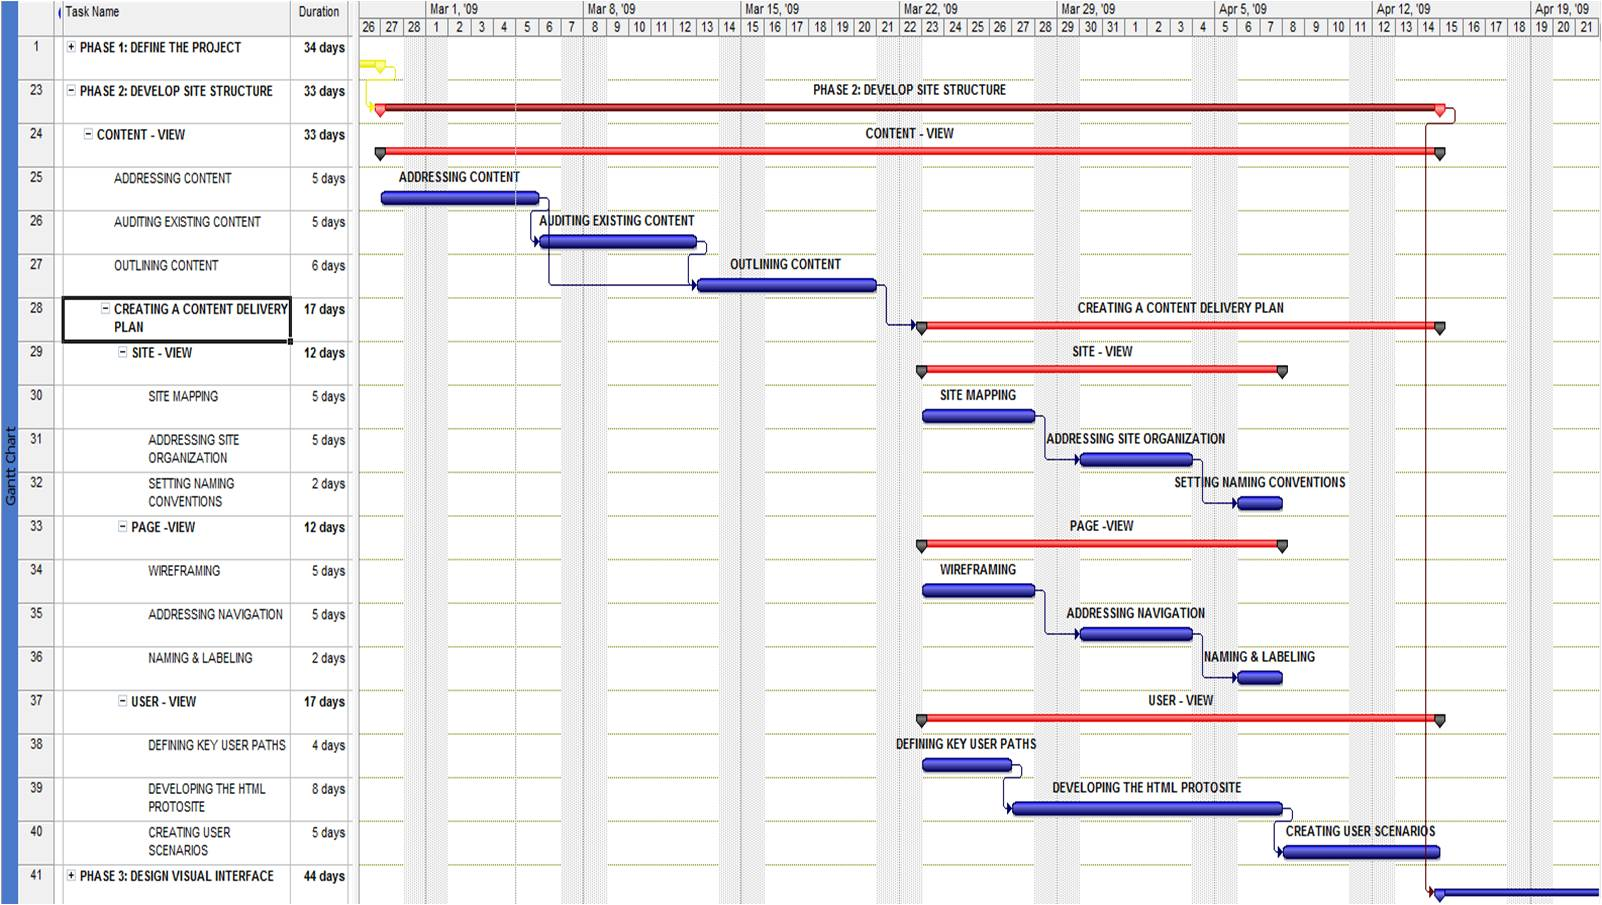 Task Name Duration Mar 1, '09 Mar 8, '09 Mar 15, '09 Mar 22, '09 Mar 29, '09 Apr 5, '09 Apr 12, '09 Apr 19, '09
26 27 28 1 2 3 4 5 6 7 8 9 10 11 12 13 14 15 16 17 18 19 20 21 22 23 24 25 26 27 28 29 30 31 1 2 3 4 5 6 7 8 9 10 11 12 13 14 15 16 17 18 19 20 21
1 PHASE 1: DEFINE THE PROJECT 34 days
23 PHASE 2: DEVELOP SITE STRUCTURE 33 days PHASE 2: DEVELOP SITE STRUCTURE
24 CONTENT - VIEW 33 days CONTENT - VIEW
25 ADDRESSING CONTENT 5 days ADDRESSING CONTENT
26 AUDITING EXISTING CONTENT 5 days AUDITING EXISTING CONTENT
27 OUTLINING CONTENT 6 days OUTLINING CONTENT
28 CREATING A CONTENT DELIVERY 17 days CREATING A CONTENT DELIVERY PLAN
PLAN
29 SITE - VIEW 12 days SITE - VIEW
30 SITE MAPPING 5 days SITE MAPPING
31 ADDRESSING SITE 5 days ADDRESSING SITE ORGANIZATION
ORGANIZATION
Gantt Chart
32 SETTING NAMING 2 days SETTING NAMING CONVENTIONS
CONVENTIONS
33 PAGE -VIEW 12 days PAGE -VIEW
34 WIREFRAMING 5 days WIREFRAMING
35 ADDRESSING NAVIGATION 5 days ADDRESSING NAVIGATION
36 NAMING & LABELING 2 days NAMING & LABELING
37 USER - VIEW 17 days USER - VIEW
38 DEFINING KEY USER PATHS 4 days DEFINING KEY USER PATHS
39 DEVELOPING THE HTML 8 days DEVELOPING THE HTML PROTOSITE
PROTOSITE
40 CREATING USER 5 days CREATING USER SCENARIOS
SCENARIOS
41 PHASE 3: DESIGN VISUAL INTERFACE 44 days